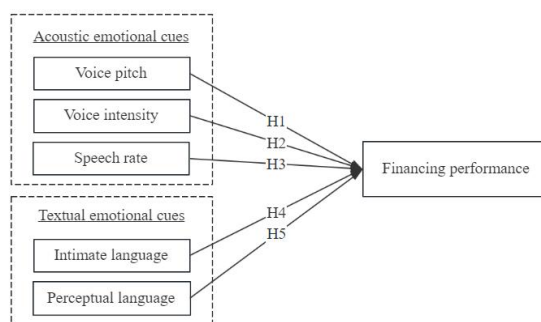 Acoustic emotional cues
Voice pitch
Voice intensity
Speech rate
H1
H2
H3
Financing performance
Textual emotional cues
H4
H5
Intimate language
Perceptual language